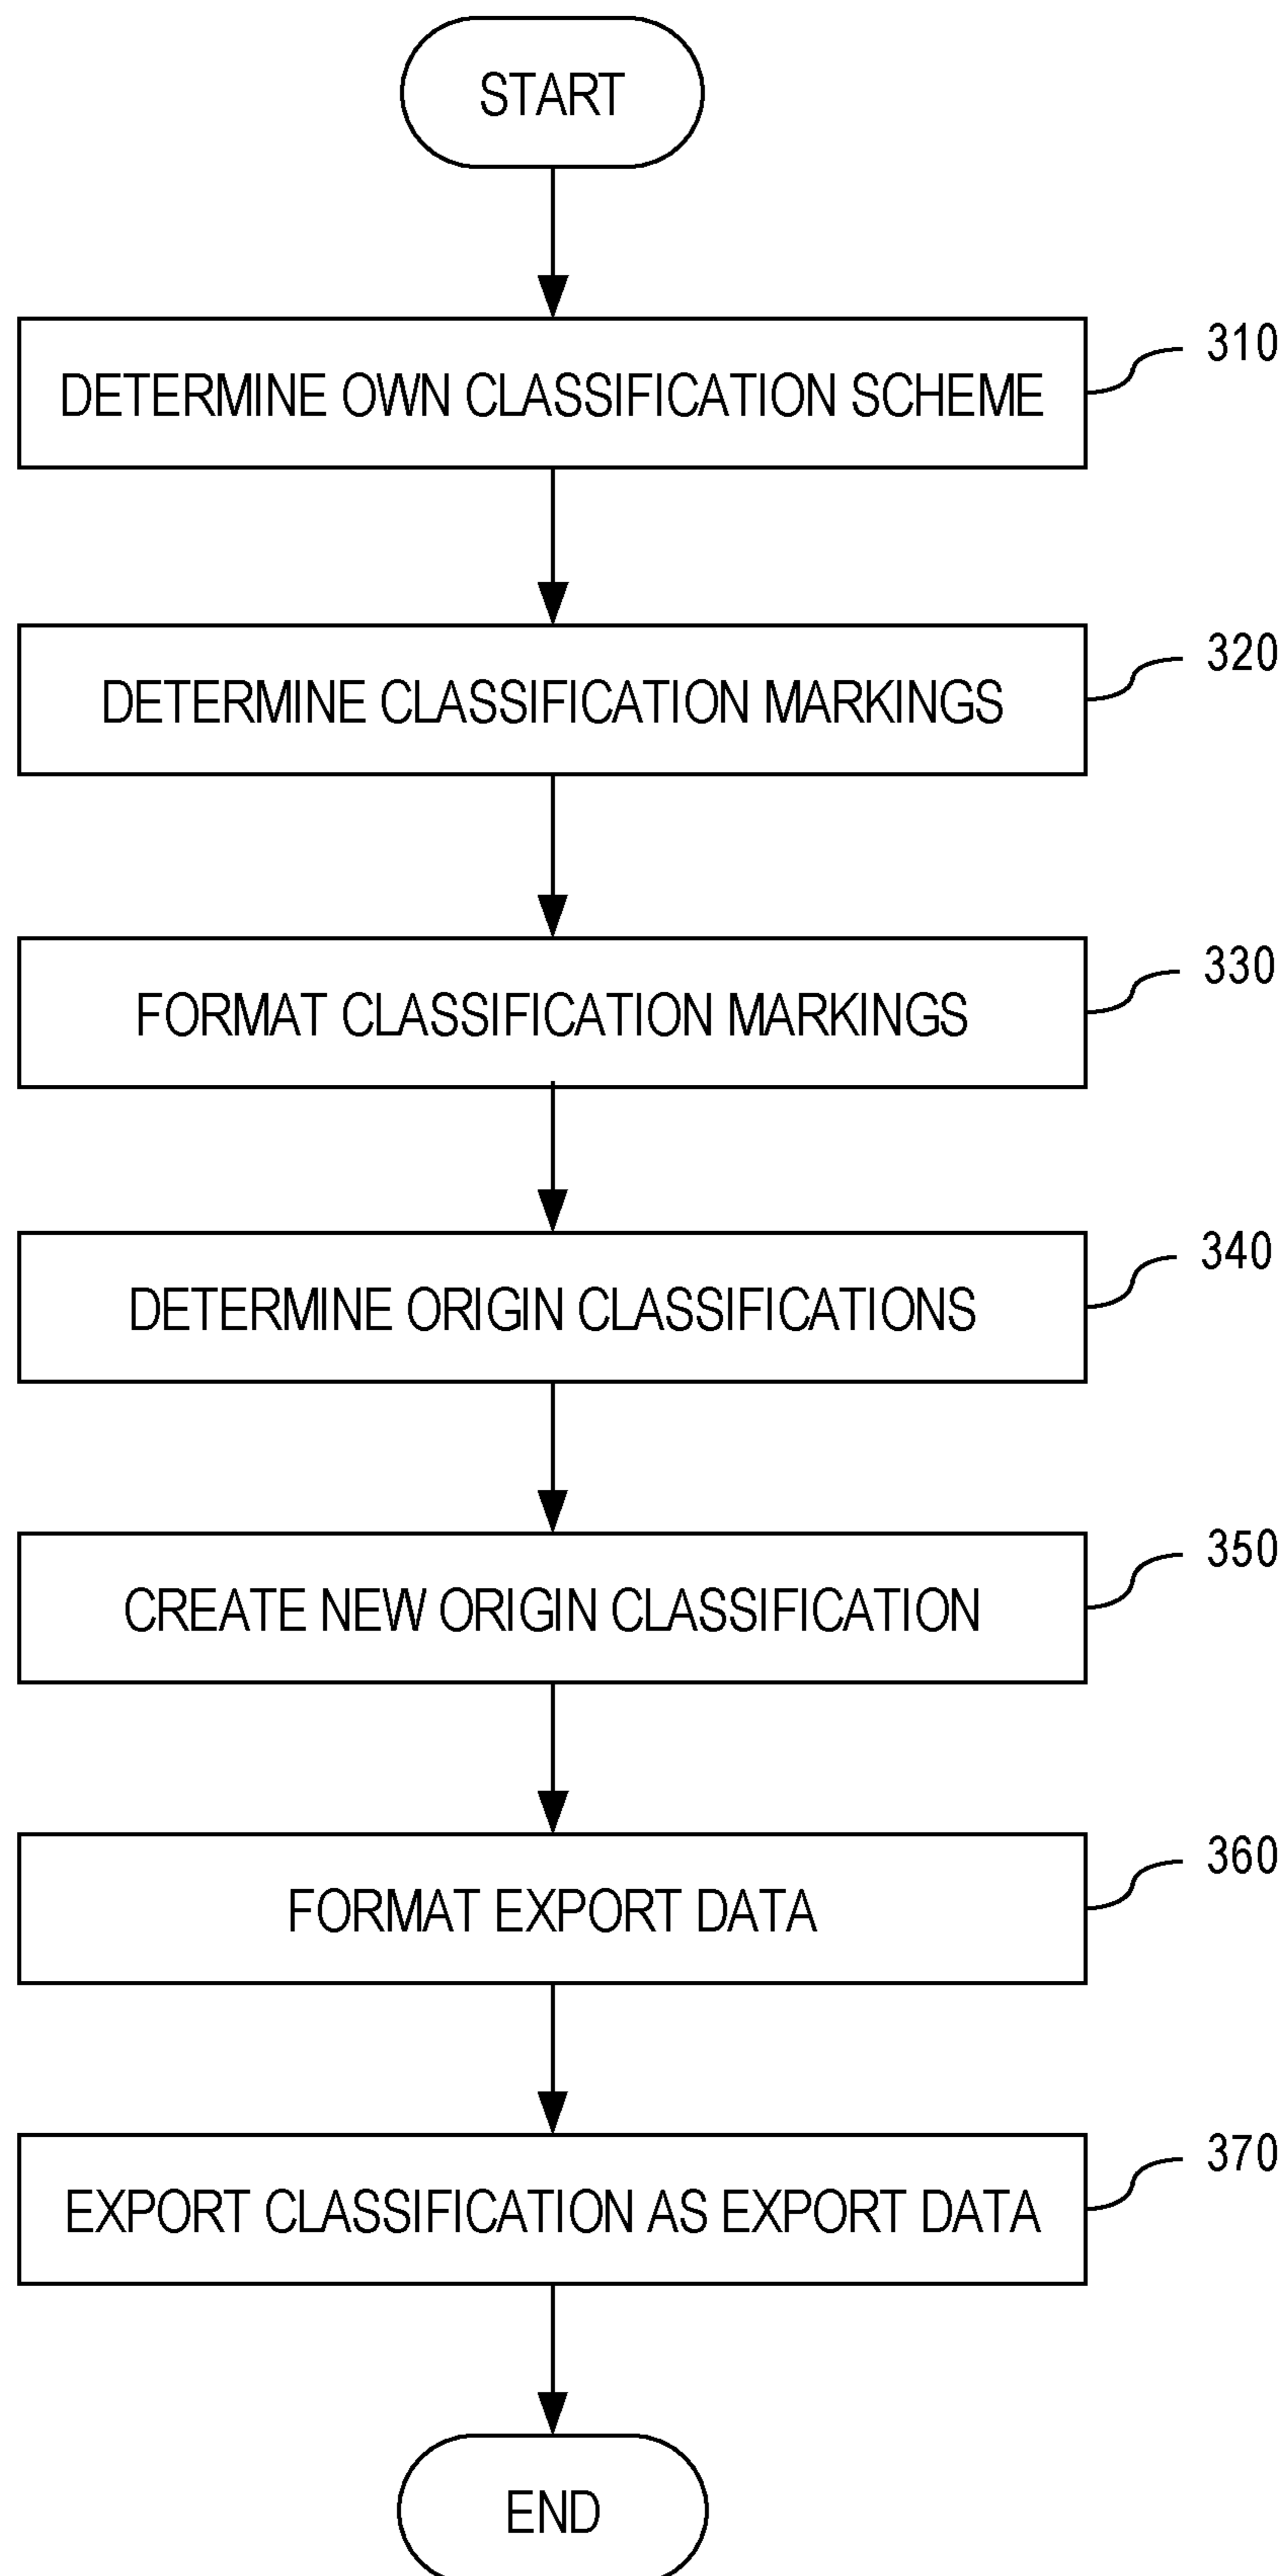 START
DETERMINE OWN CLASSIFICATION SCHEME
310
DETERMINE CLASSIFICATION MARKINGS
320
FORMAT CLASSIFICATION MARKINGS
330
DETERMINE ORIGIN CLASSIFICATIONS
340
CREATE NEW ORIGIN CLASSIFICATION
350
FORMAT EXPORT DATA
360
EXPORT CLASSIFICATION AS EXPORT DATA
370
END